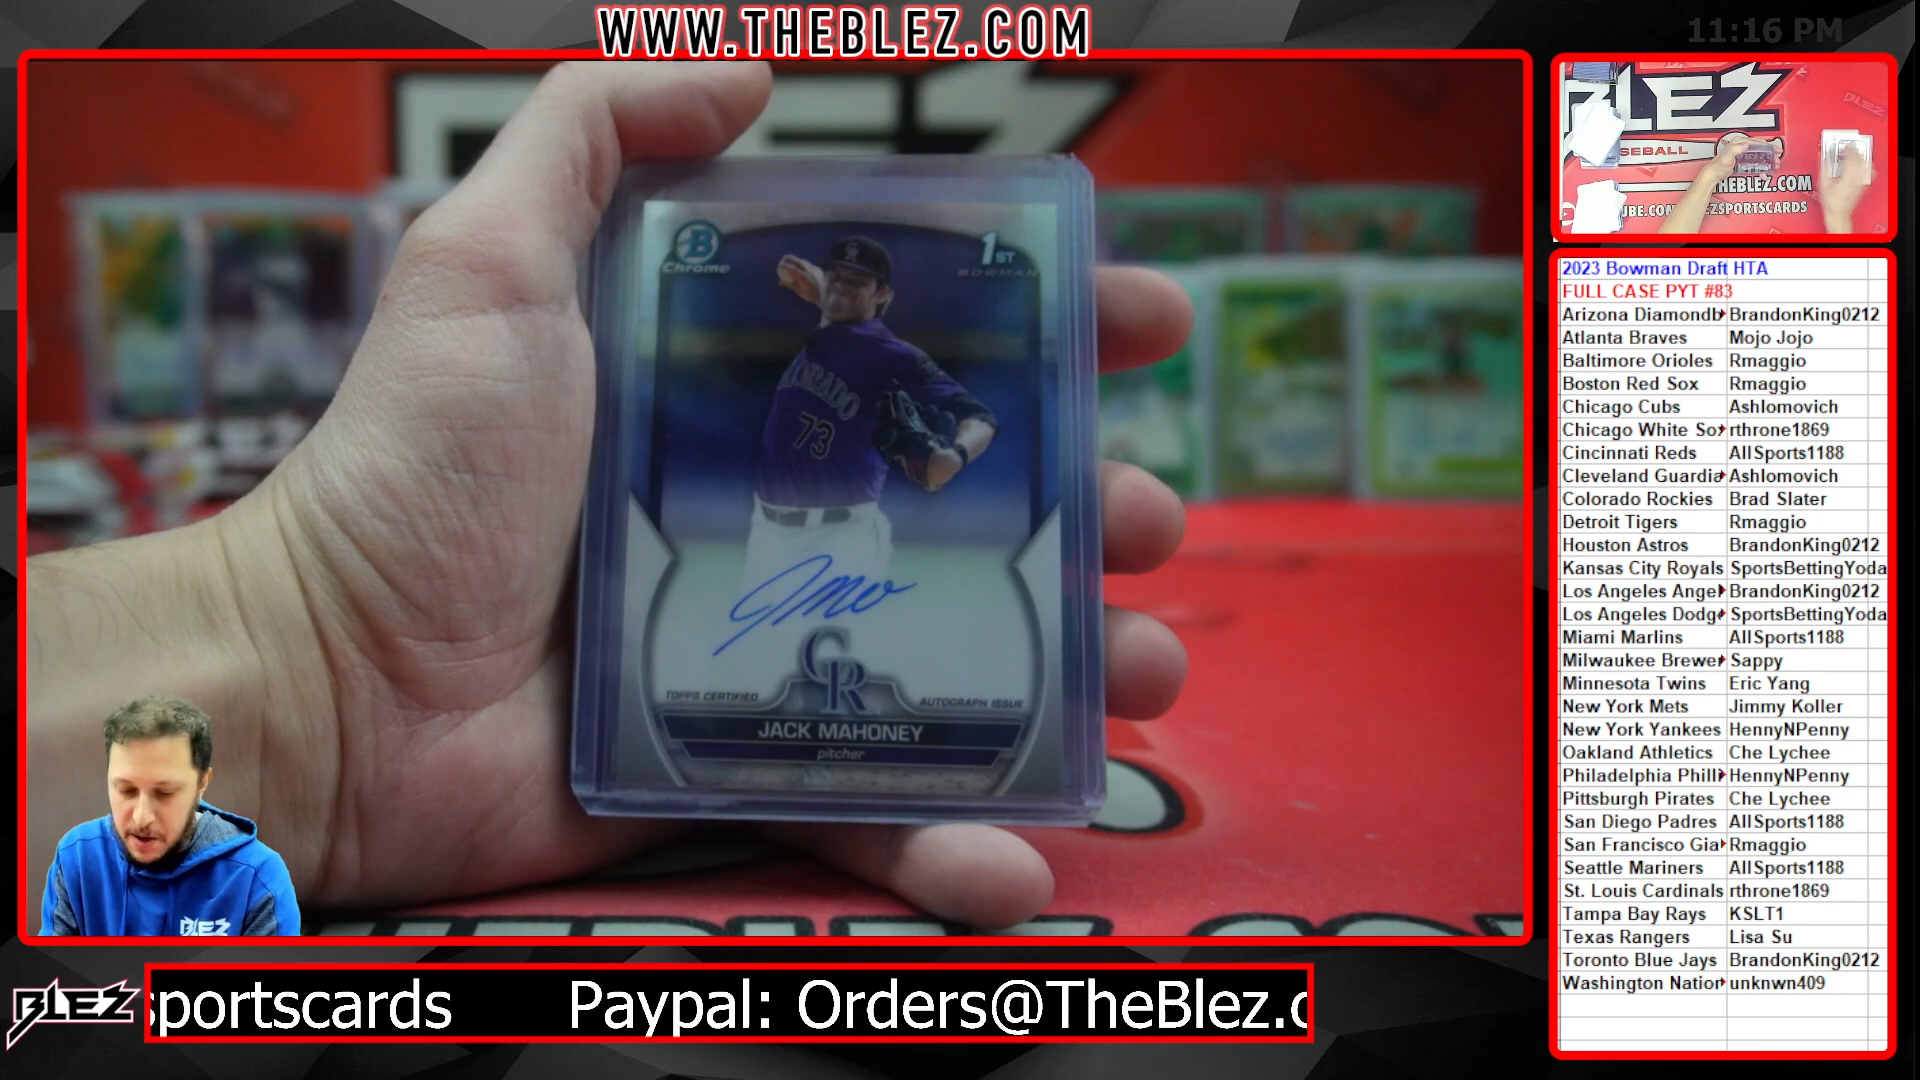 WWW.THEBLEZ.COM
11:16 PM
B
Chrome
1ST
BOWMAN
73
CR
TOPPS CERTIFIED
AUTOGRAPH ISSUE
JACK MAHONEY
pitcher
BLEZ
BLEZ
SEBALL
THEBLEZ.COM
UBE.COM
EZSPORTSCARDS
2023 Bowman Draft HTA
FULL CASE PYT #83
Arizona Diamondb BrandonKing0212
Atlanta Braves Mojo Jojo
Baltimore Orioles Rmaggio
Boston Red Sox Rmaggio
Chicago Cubs Ashlomovich
Chicago White Sox rthrone1869
Cincinnati Reds AllSports1188
Cleveland Guardia Ashlomovich
Colorado Rockies Brad Slater
Detroit Tigers Rmaggio
Houston Astros BrandonKing0212
Kansas City Royals SportsBettingYoda
Los Angeles Angel BrandonKing0212
Los Angeles Dodg SportsBettingYoda
Miami Marlins AllSports1188
Milwaukee Brewer Sappy
Minnesota Twins Eric Yang
New York Mets Jimmy Koller
New York Yankees HennyNPenny
Oakland Athletics Che Lychee
Philadelphia Philli HennyNPenny
Pittsburgh Pirates Che Lychee
San Diego Padres AllSports1188
San Francisco Gia Rmaggio
Seattle Mariners AllSports1188
St. Louis Cardinals rthrone1869
Tampa Bay Rays KSLT1
Texas Rangers Lisa Su
Toronto Blue Jays BrandonKing0212
Washington Nation unknwn409
BLEZ
sportscards Paypal: Orders@TheBlez.c